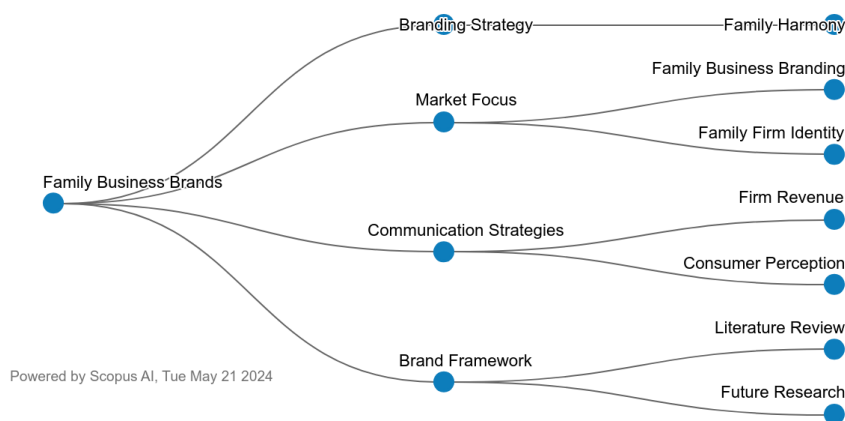 Branding Strategy
Family Harmony
Family Business Branding
Market Focus
Family Firm Identity
Family Business Brands
Firm Revenue
Communication Strategies
Consumer Perception
Literature Review
Brand Framework
Powered by Scopus AI, Tue May 21 2024
Future Research